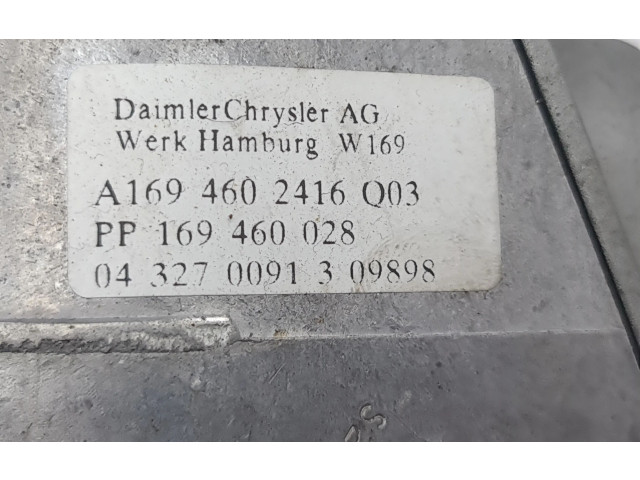 DaimlerChrysler AG
Werk Hamburg W169
A169 460 2416 Q03
PP 169 460 028
04 327 0091 3 09898